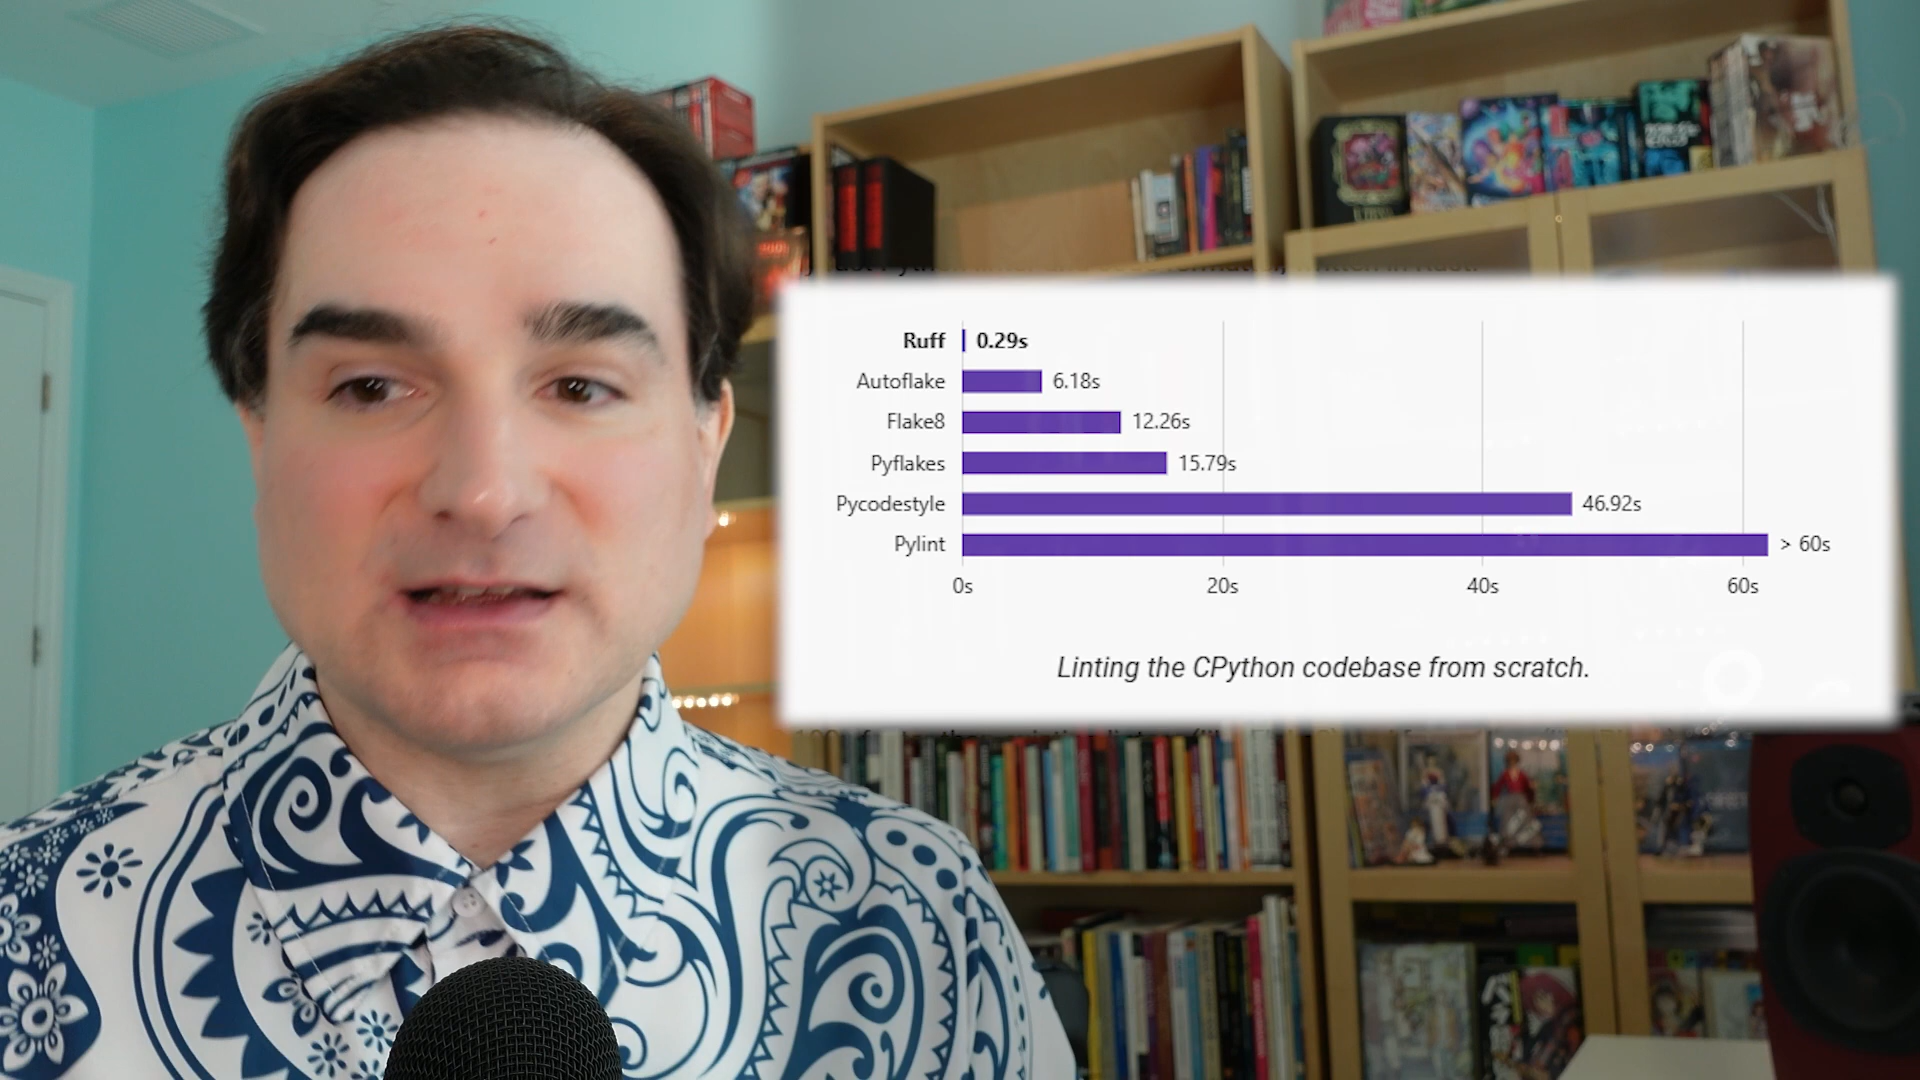 Ruff 0.29s
Autoflake 6.18s
Flake8 12.26s
Pyflakes 15.79s
Pycodestyle 46.92s
Pylint > 60s
0s 20s 40s 60s
Linting the CPython codebase from scratch.